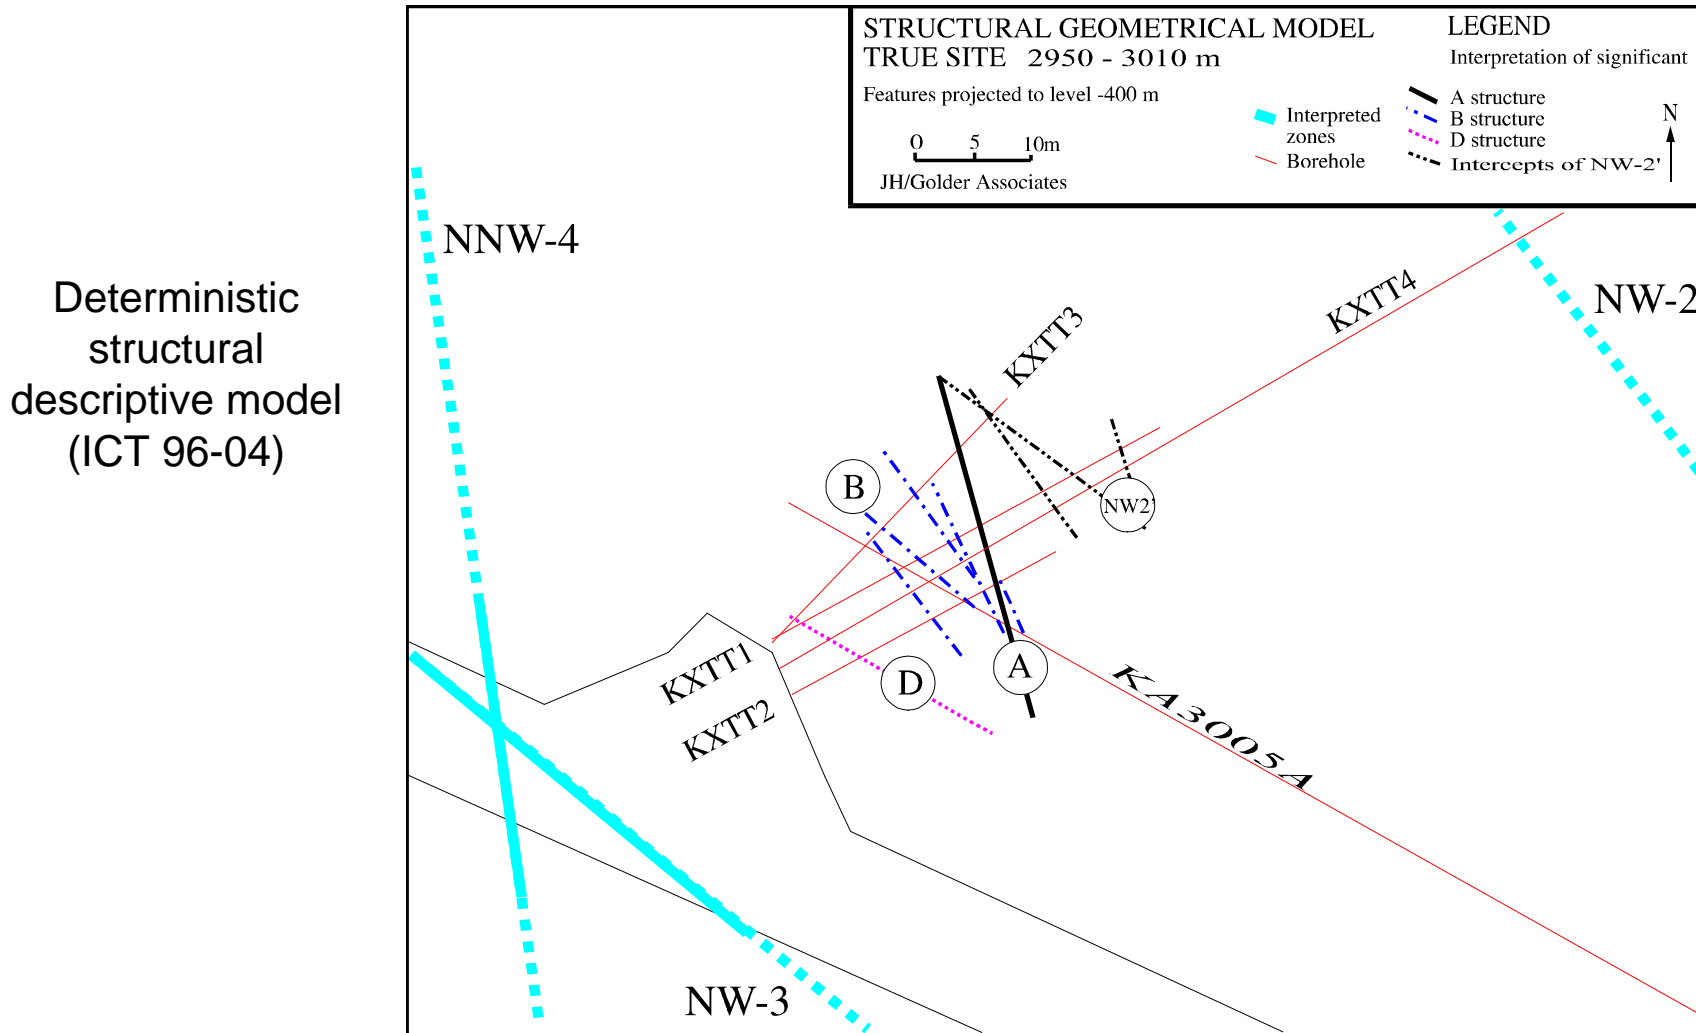 Deterministic
structural
descriptive model
(ICT 96-04)
STRUCTURAL GEOMETRICAL MODEL
TRUE SITE 2950 - 3010 m
Features projected to level -400 m
0 5 10m
JH/Golder Associates
LEGEND
Interpretation of significant
Interpreted
zones
Borehole
A structure
B structure
D structure
Intercepts of NW-2'
N
NNW-4
NW-2
KXTT4
KXTT3
B
NW2'
A
D
KXTT1
KXTT2
KA3005A
NW-3